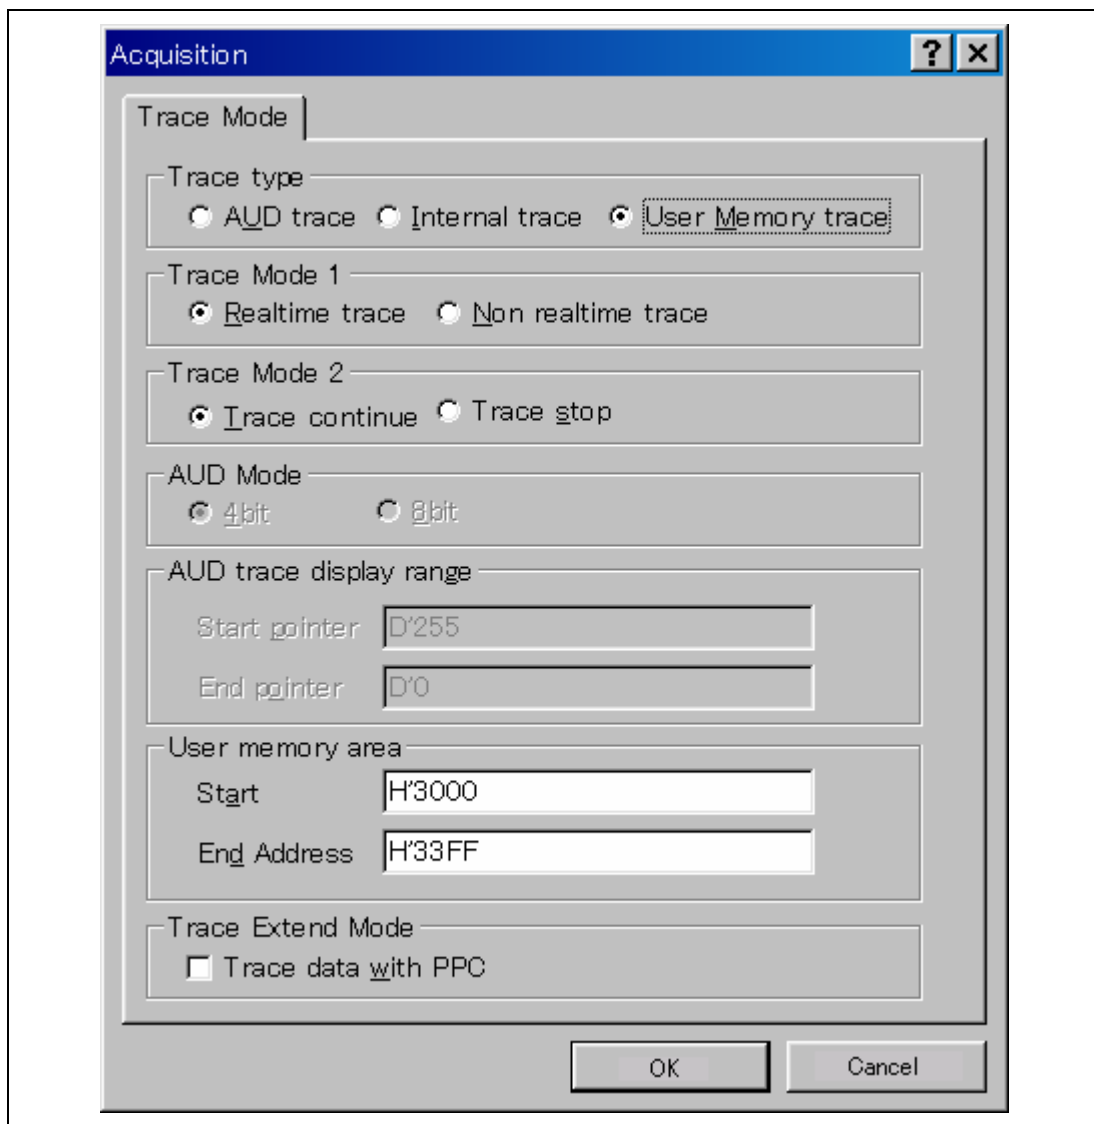 Acquisition
Trace Mode
Trace type
AUD trace Internal trace User Memory trace
Trace Mode 1
Realtime trace Non realtime trace
Trace Mode 2
Trace continue Trace stop
AUD Mode
4bit 8bit
AUD trace display range
Start pointer D'255
End pointer D'0
User memory area
Start H'3000
End Address H'33FF
Trace Extend Mode
Trace data with PPC
OK Cancel